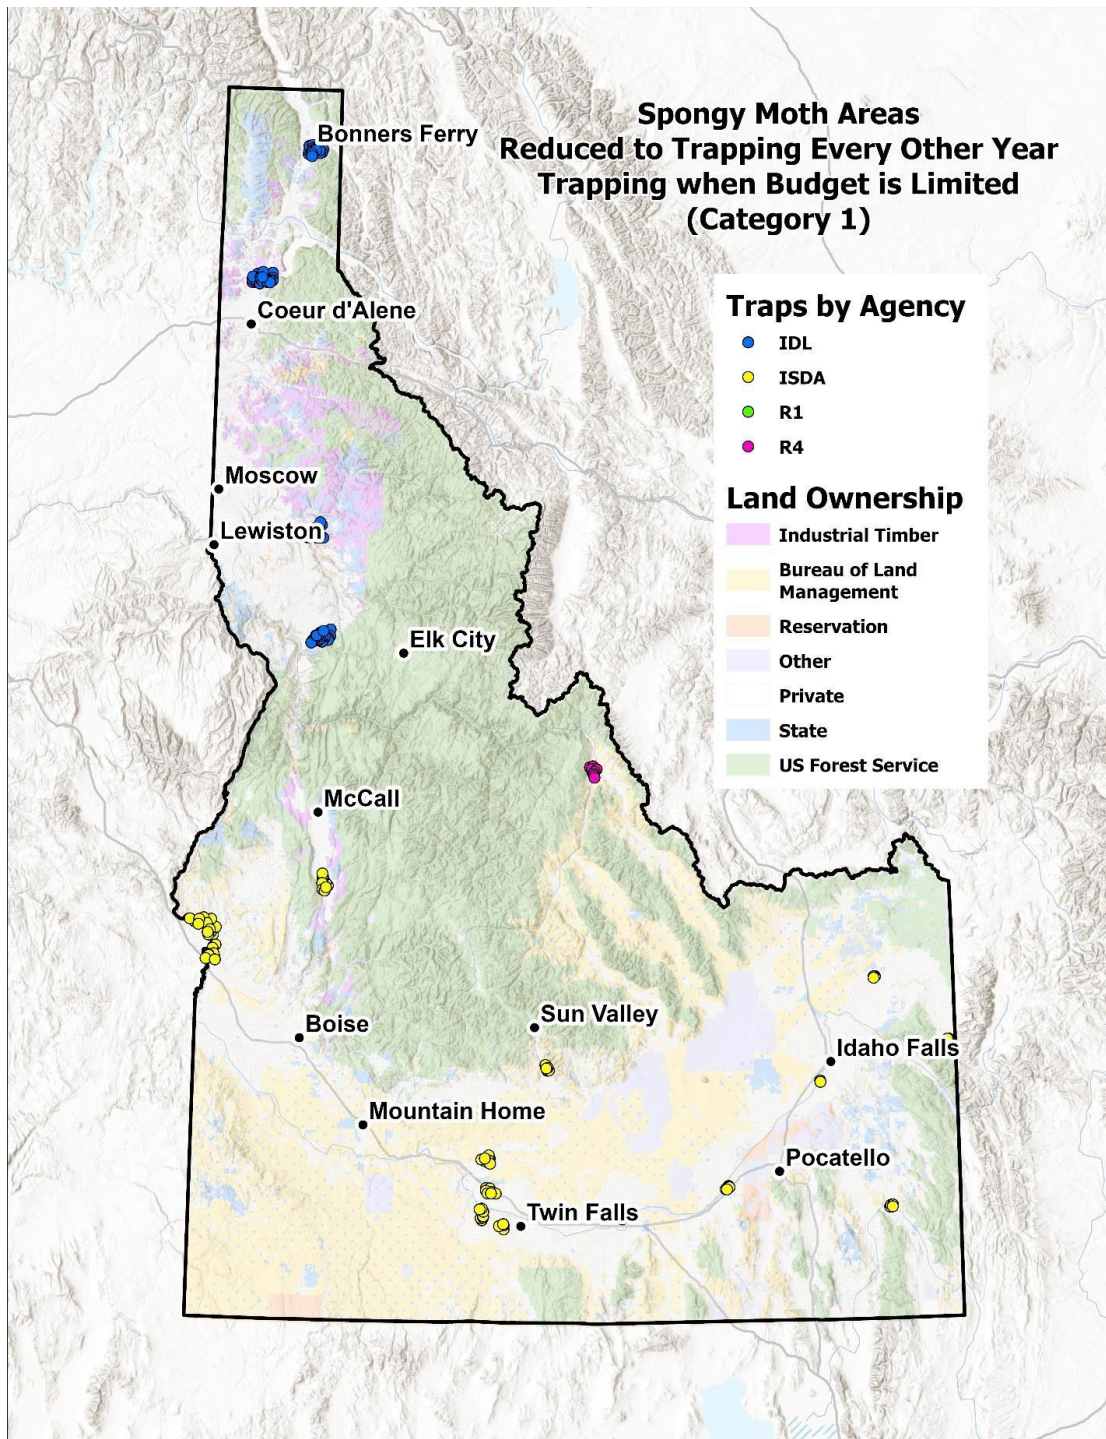 Spongy Moth Areas
Reduced to Trapping Every Other Year
Trapping when Budget is Limited
(Category 1)
Bonners Ferry
Coeur d'Alene
Moscow
Lewiston
Elk City
McCall
Boise
Sun Valley
Idaho Falls
Mountain Home
Pocatello
Twin Falls
Traps by Agency
IDL
ISDA
R1
R4
Land Ownership
Industrial Timber
Bureau of Land
Management
Reservation
Other
Private
State
US Forest Service